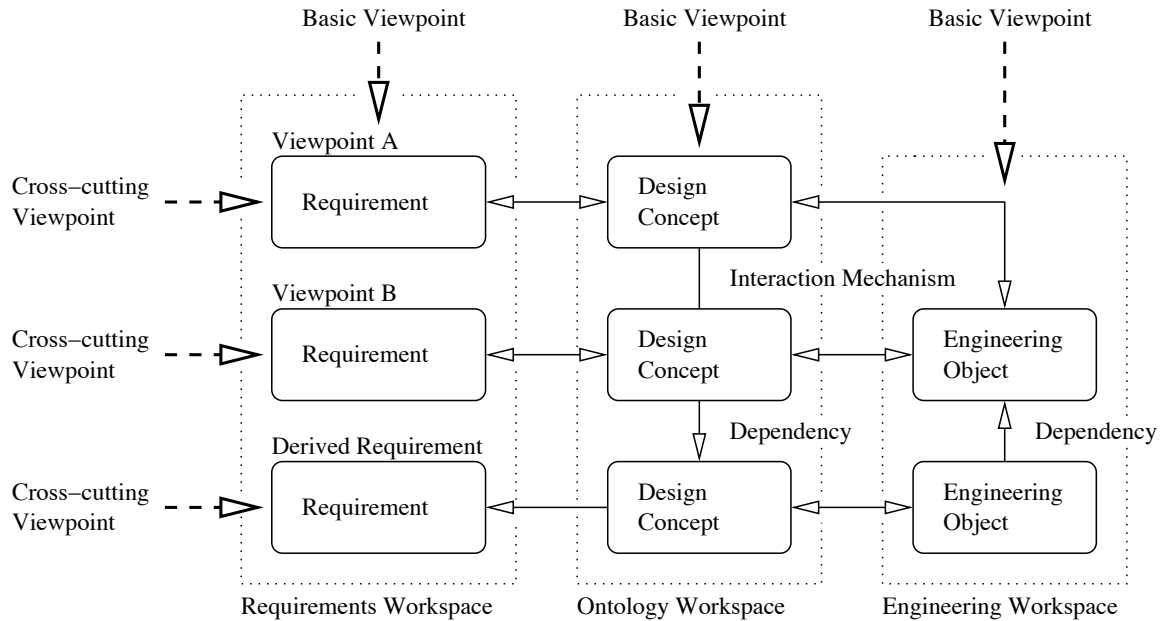 Basic Viewpoint
Basic Viewpoint
Basic Viewpoint
Viewpoint A
Cross−cutting
Viewpoint
Requirement
Design
Concept
Interaction Mechanism
Viewpoint B
Cross−cutting
Viewpoint
Requirement
Design
Concept
Engineering
Object
Dependency
Dependency
Derived Requirement
Cross−cutting
Viewpoint
Requirement
Design
Concept
Engineering
Object
Requirements Workspace
Ontology Workspace
Engineering Workspace